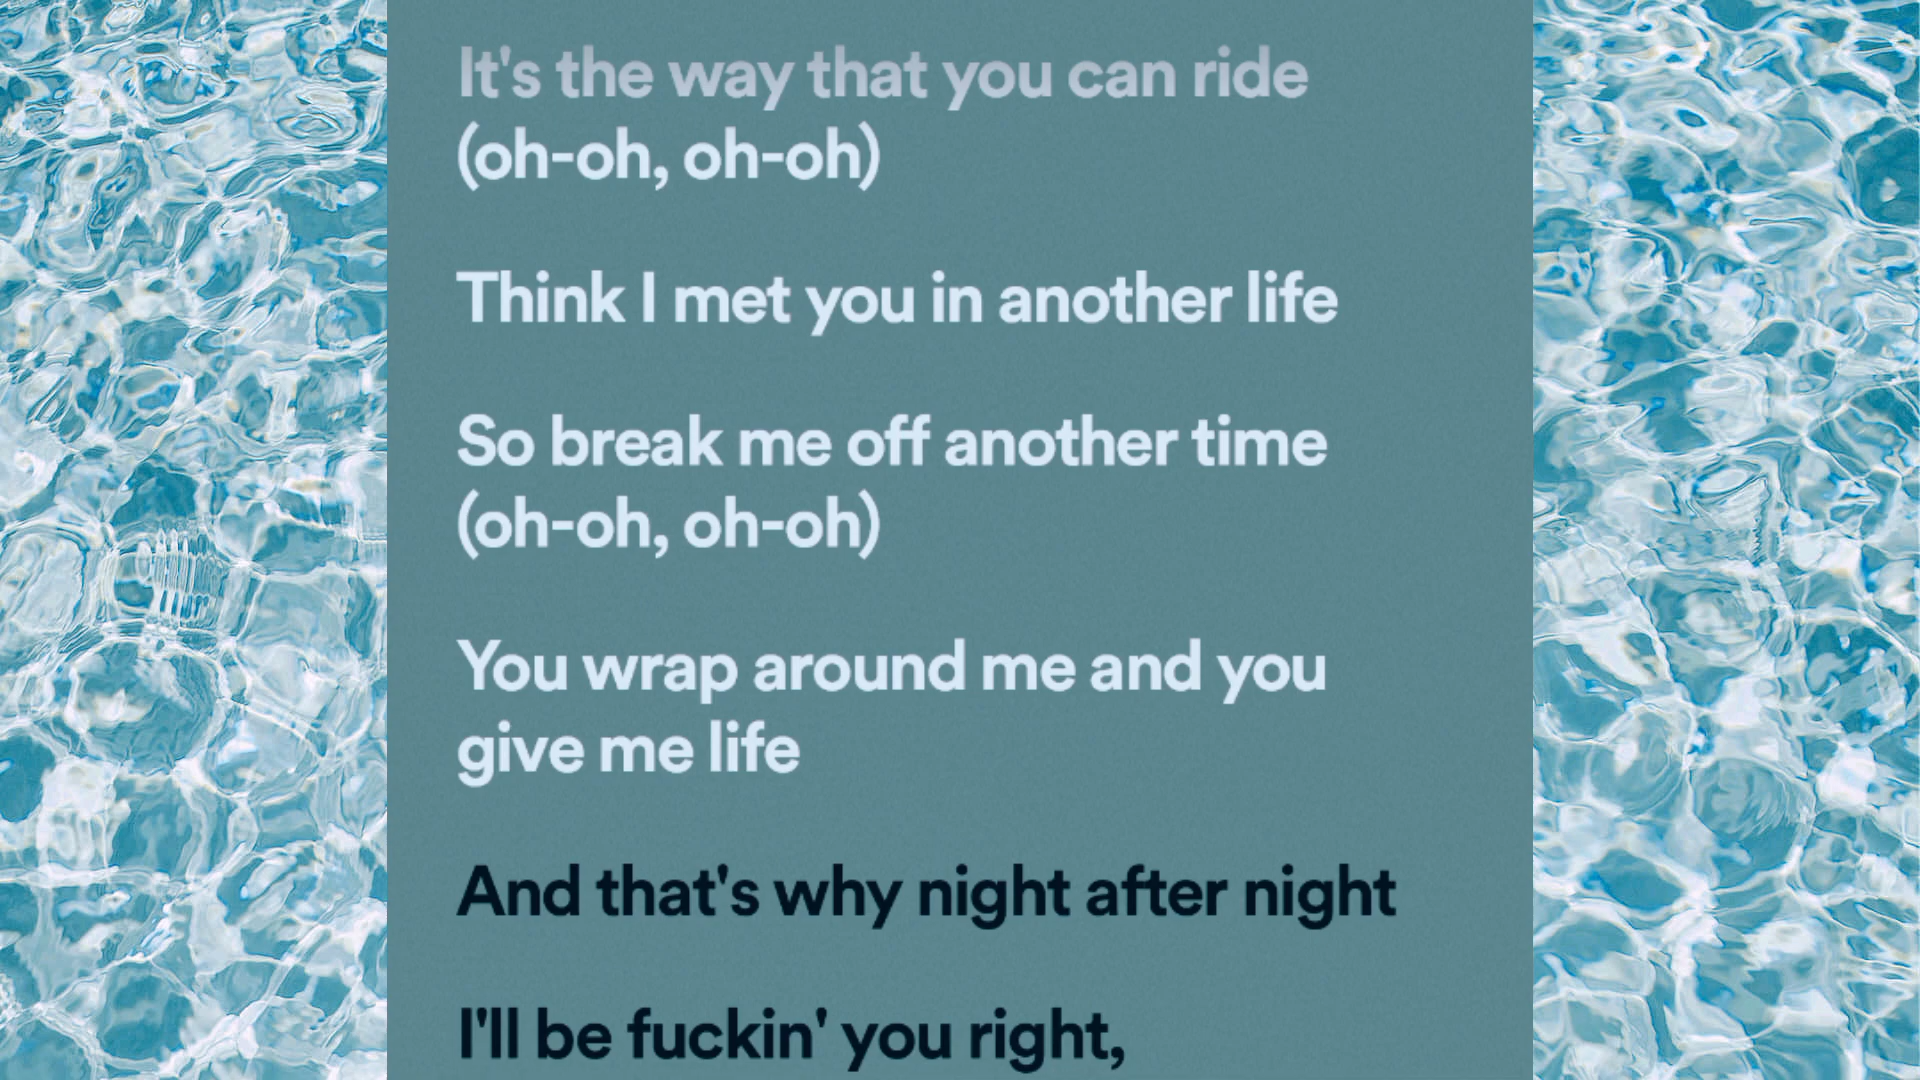 It's the way that you can ride
(oh-oh, oh-oh)
Think I met you in another life
So break me off another time
(oh-oh, oh-oh)
You wrap around me and you
give me life
And that's why night after night
I'll be fuckin' you right,